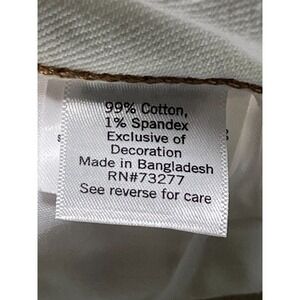 99% Cotton,
1% Spandex
Exclusive of
Decoration
Made in Bangladesh
RN#73277
See reverse for care